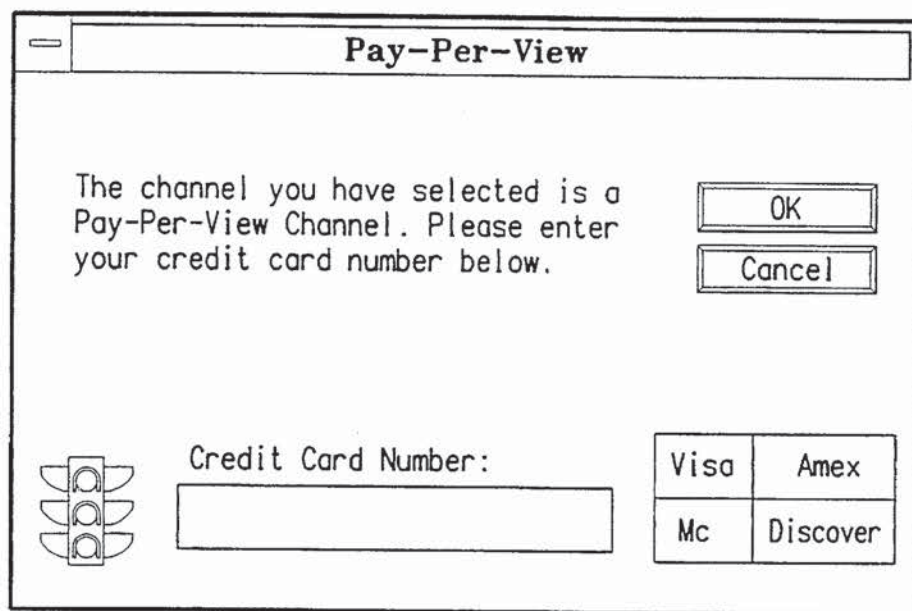 Pay-Per-View
The channel you have selected is a
Pay-Per-View Channel. Please enter
your credit card number below.
OK
Cancel
Credit Card Number:
Visa Amex
Mc Discover